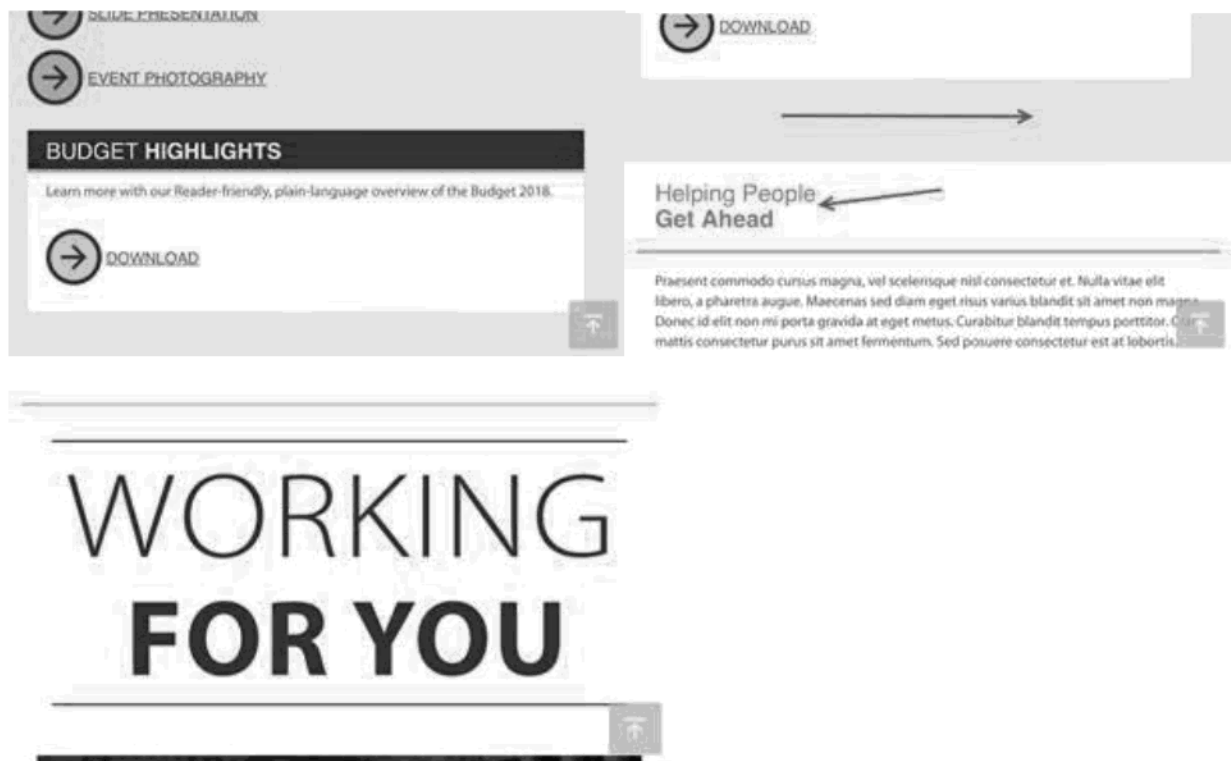 SLIDE PRESENTATION
EVENT PHOTOGRAPHY
BUDGET HIGHLIGHTS
Learn more with our Reader-friendly, plain-language overview of the Budget 2018.
DOWNLOAD
DOWNLOAD
Helping People
Get Ahead
Praesent commodo cursus magna, vel scelerisque nisl consectetur et. Nulla vitae elit
libero, a pharetra augue. Maecenas sed diam eget risus varius blandit sit amet non magna
Donec id elit non mi porta gravida at eget metus. Curabitur blandit tempus porttitor. Cras
mattis consectetur purus sit amet fermentum. Sed posuere consectetur est at lobortis.
WORKING
FOR YOU